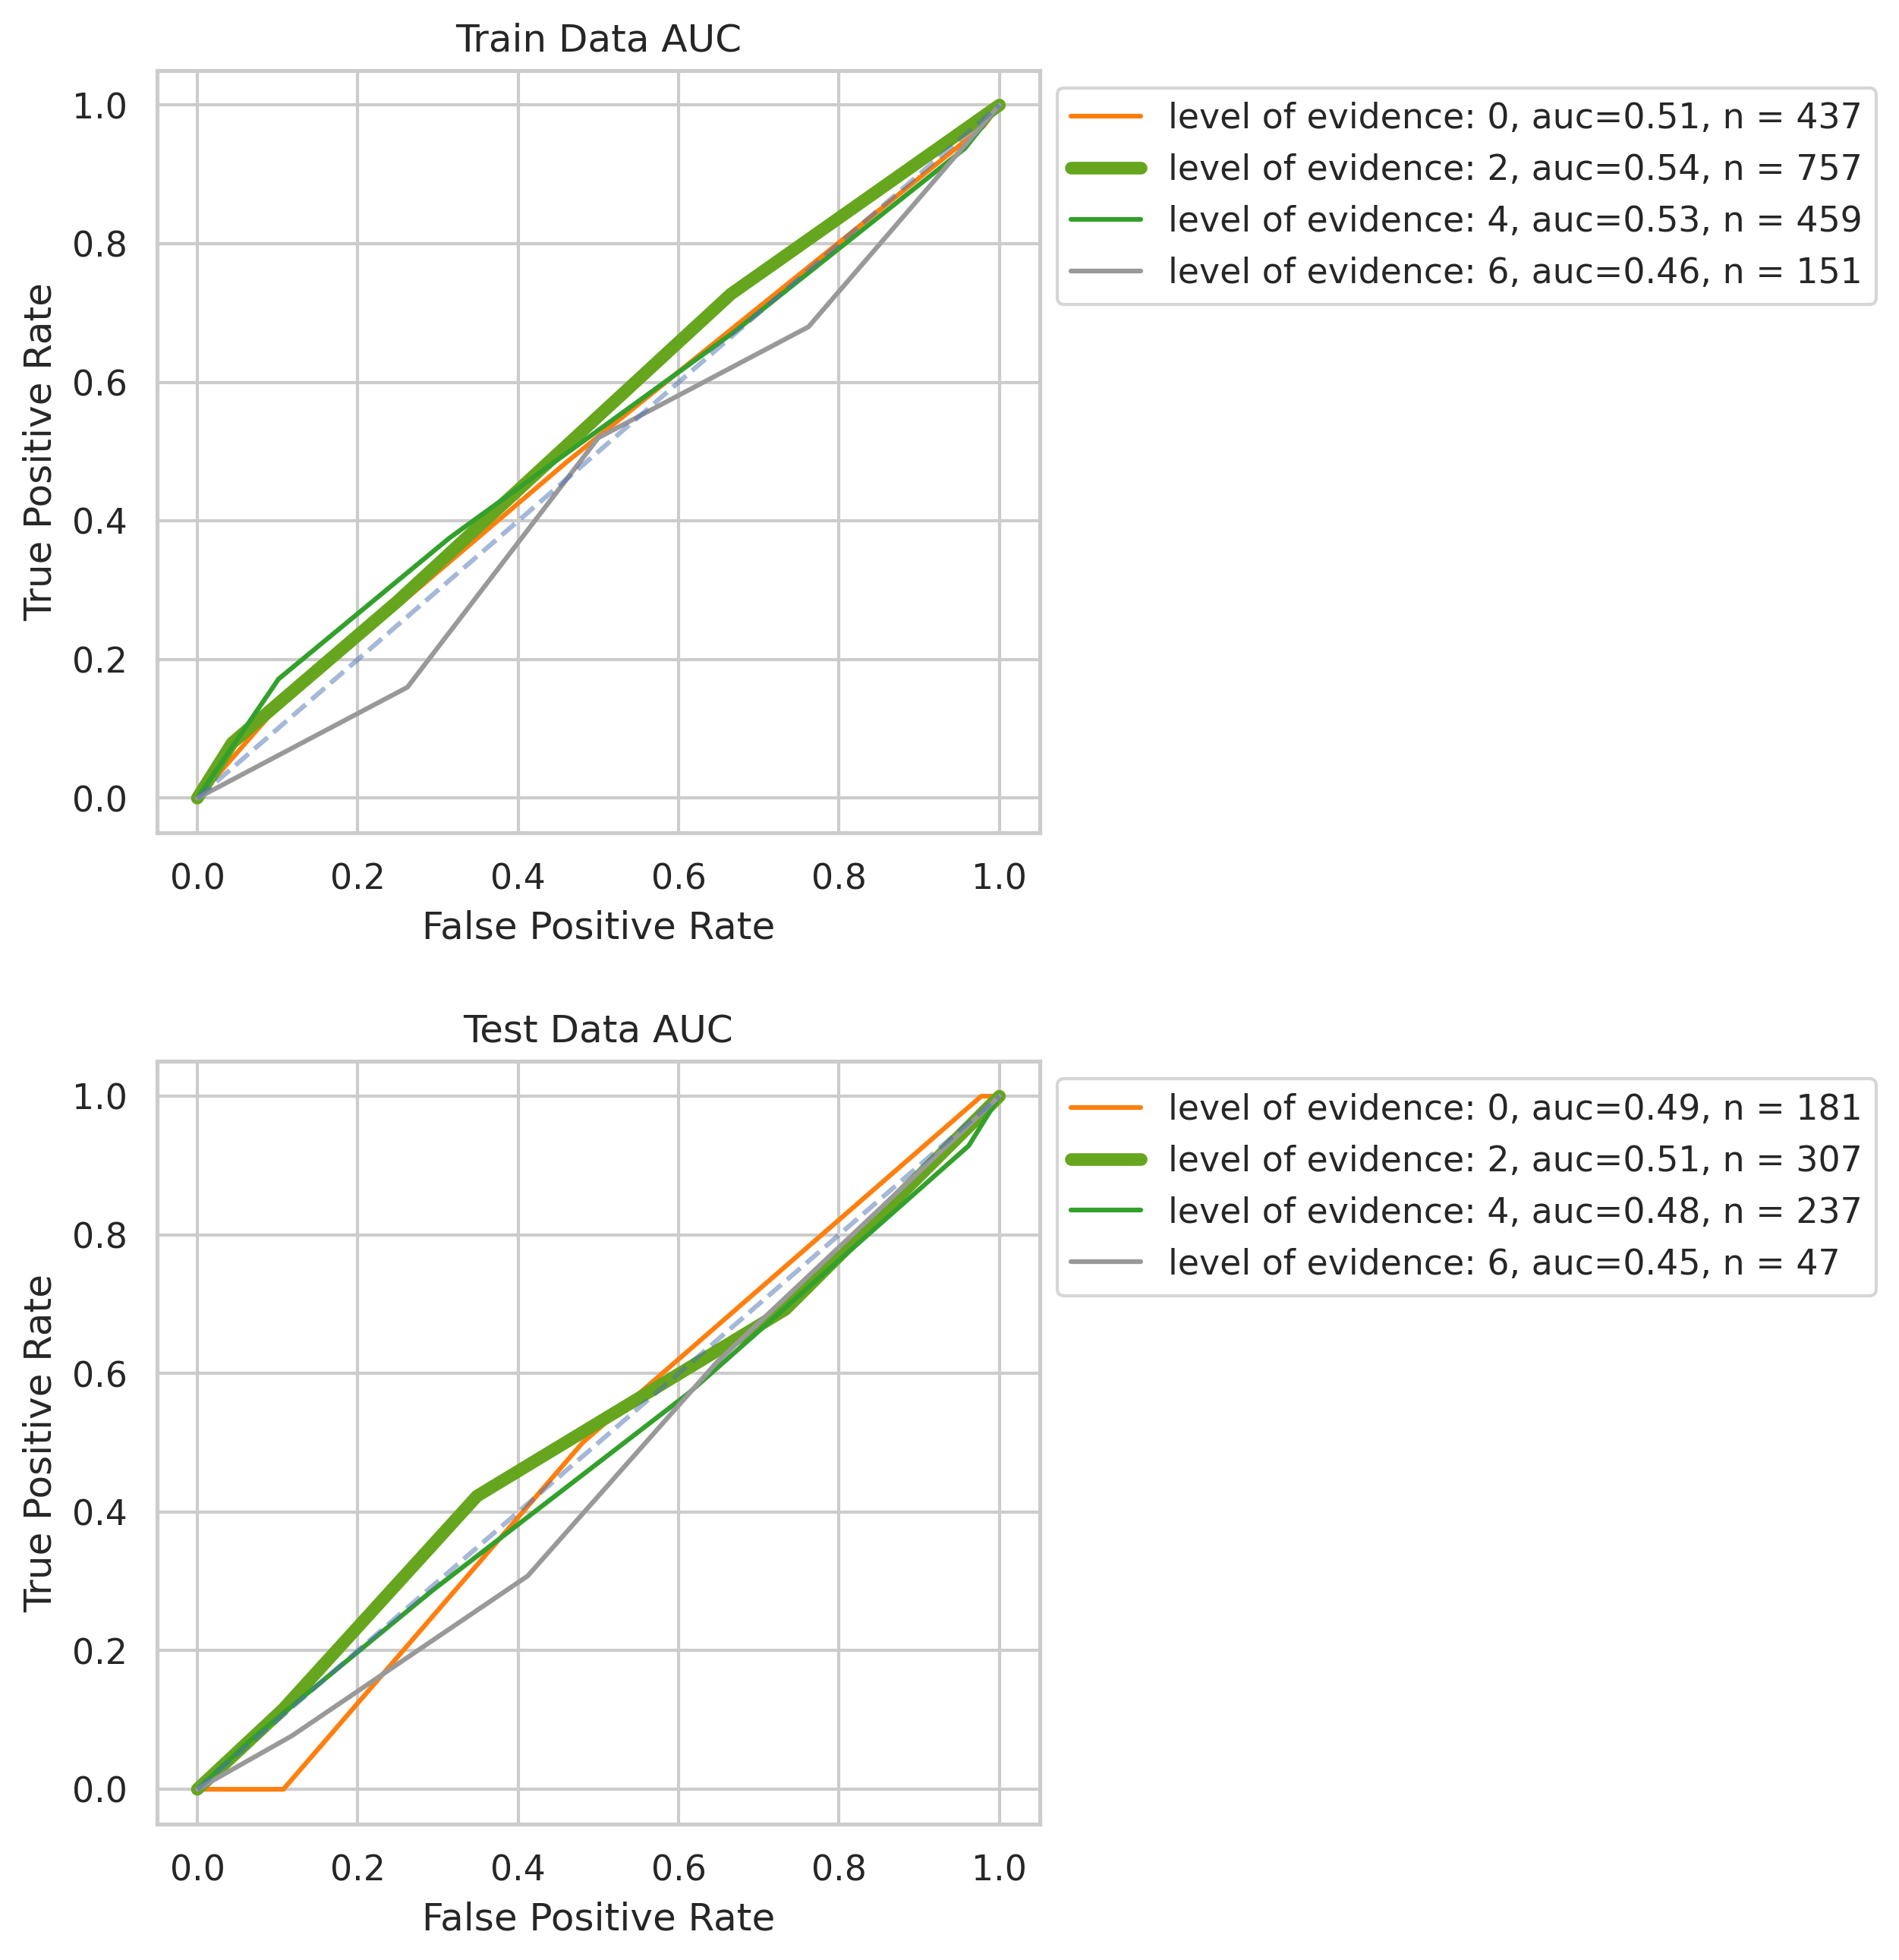 Train Data AUC
1.0
0.8
0.6
0.4
0.2
0.0
True Positive Rate
0.0 0.2 0.4 0.6 0.8 1.0
False Positive Rate
level of evidence: 0, auc=0.51, n = 437
level of evidence: 2, auc=0.54, n = 757
level of evidence: 4, auc=0.53, n = 459
level of evidence: 6, auc=0.46, n = 151
Test Data AUC
1.0
0.8
0.6
0.4
0.2
0.0
True Positive Rate
0.0 0.2 0.4 0.6 0.8 1.0
False Positive Rate
level of evidence: 0, auc=0.49, n = 181
level of evidence: 2, auc=0.51, n = 307
level of evidence: 4, auc=0.48, n = 237
level of evidence: 6, auc=0.45, n = 47